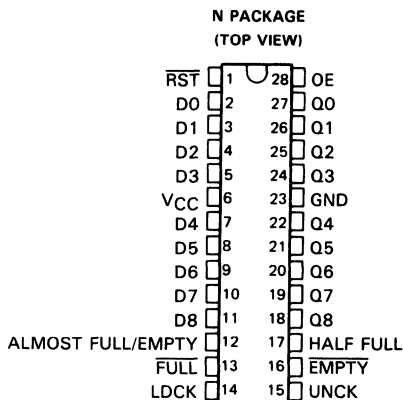 N PACKAGE
(TOP VIEW)
RST 1 28 OE
D0 2 27 Q0
D1 3 26 Q1
D2 4 25 Q2
D3 5 24 Q3
VCC 6 23 GND
D4 7 22 Q4
D5 8 21 Q5
D6 9 20 Q6
D7 10 19 Q7
D8 11 18 Q8
ALMOST FULL/EMPTY 12 17 HALF FULL
FULL 13 16 EMPTY
LDCK 14 15 UNCK